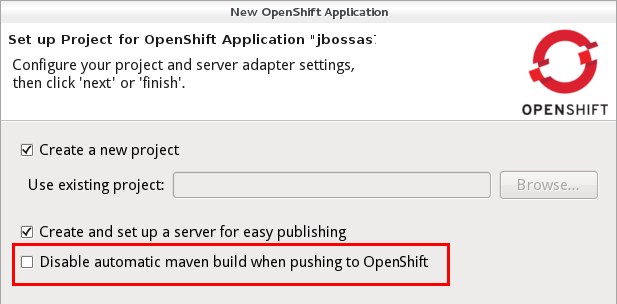 New OpenShift Application
Set up Project for OpenShift Application "jbossas'
Configure your project and server adapter settings,
then click 'next' or 'finish'.
OPENSHIFT
Create a new project
Use existing project:
Browse...
Create and set up a server for easy publishing
Disable automatic maven build when pushing to OpenShift